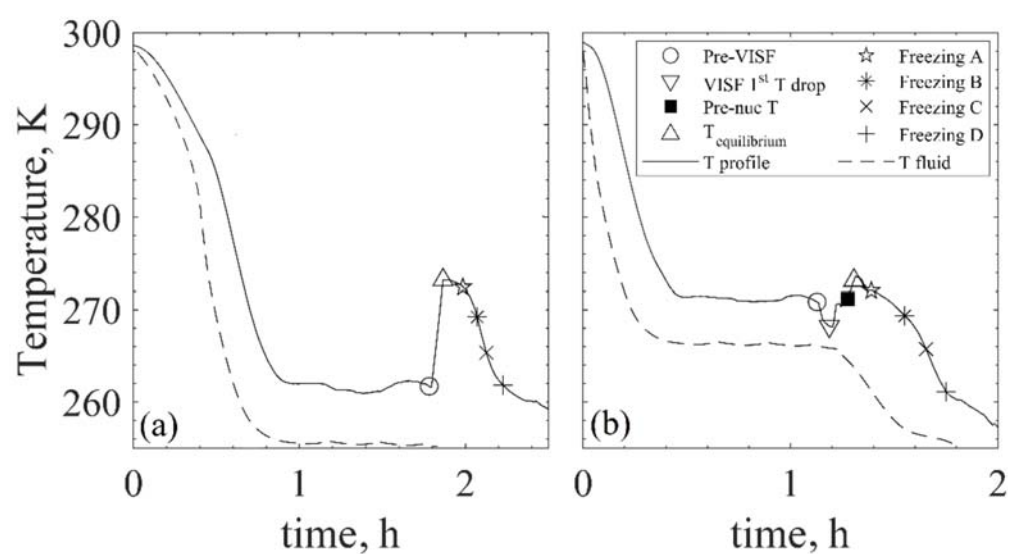 300
290
280
270
260
Temperature, K
(a)
0
1
2
time, h
Pre-VISF
VISF 1st T drop
Pre-nuc T
Tequilibrium
T profile
Freezing A
Freezing B
Freezing C
Freezing D
T fluid
(b)
0
1
2
time, h